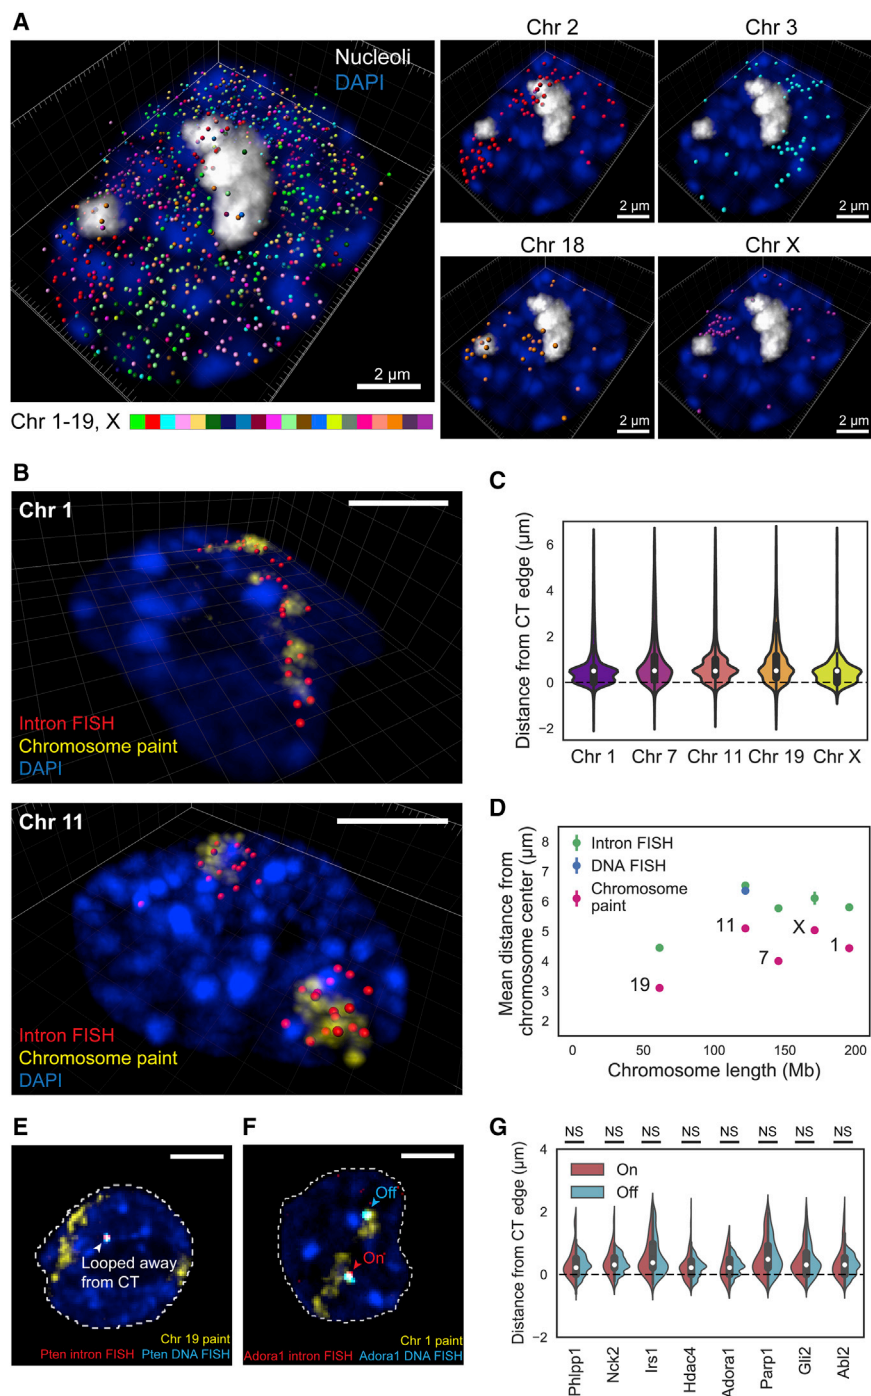 A
Nucleoli
DAPI
2 µm
Chr 1-19, X
Chr 2
2 µm
Chr 3
2 µm
Chr 18
2 µm
Chr X
2 µm
B
Chr 1
Intron FISH
Chromosome paint
DAPI
Chr 11
Intron FISH
Chromosome paint
DAPI
C
Distance from CT edge (µm)
6
4
2
0
−2
Chr 1 Chr 7 Chr 11 Chr 19 Chr X
D
Mean distance from
chromosome center (µm)
8
7
6
5
4
3
2
Intron FISH
DNA FISH
Chromosome
paint
19
11
7
X
1
0 50 100 150 200
Chromosome length (Mb)
E
Looped away
from CT
Chr 19 paint
Pten intron FISH Pten DNA FISH
F
Off
On
Chr 1 paint
Adora1 intron FISH Adora1 DNA FISH
G
NS NS NS NS NS NS NS NS
Distance from CT edge (µm)
4
2
0
−2
On
Off
Phlpp1
Nck2
Irs1
Hdac4
Adora1
Parp1
Gli2
Abl2